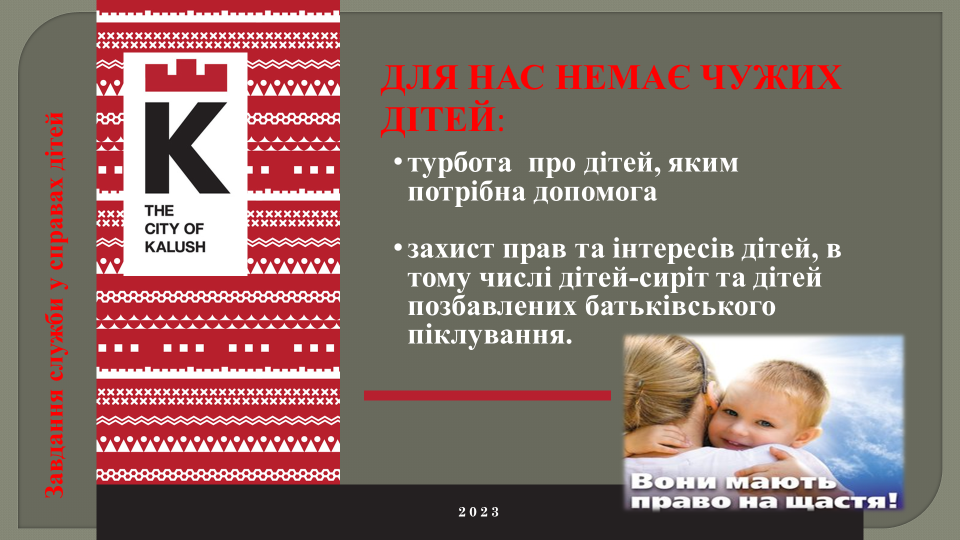 Завдання служби у справах дітей
THE
CITY OF
KALUSH
ДЛЯ НАС НЕМАЄ ЧУЖИХ
ДІТЕЙ:
• турбота  про дітей, яким
потрібна допомога
• захист прав та інтересів дітей, в
тому числі дітей-сиріт та дітей
позбавлених батьківського
піклування.
Вони мають
право на щастя!
2023